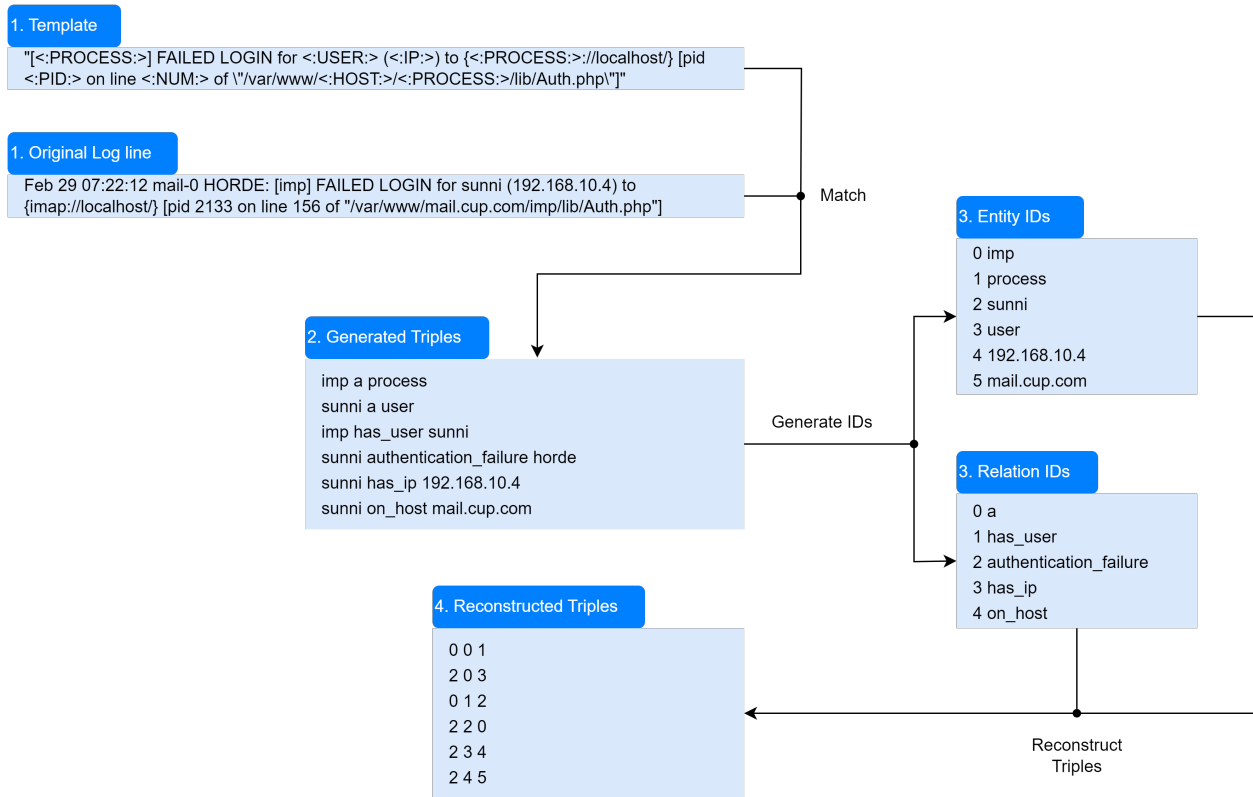 1. Template
"[<:PROCESS:>] FAILED LOGIN for <:USER:> (<:IP:>) to {<:PROCESS:>://localhost/} [pid
<:PID:> on line <:NUM:> of \"/var/www/<:HOST:>/<:PROCESS:>/lib/Auth.php\"]"
1. Original Log line
Feb 29 07:22:12 mail-0 HORDE: [imp] FAILED LOGIN for sunni (192.168.10.4) to
{imap://localhost/} [pid 2133 on line 156 of "/var/www/mail.cup.com/imp/lib/Auth.php"]
Match
2. Generated Triples
imp a process
sunni a user
imp has_user sunni
sunni authentication_failure horde
sunni has_ip 192.168.10.4
sunni on_host mail.cup.com
Generate IDs
3. Entity IDs
0 imp
1 process
2 sunni
3 user
4 192.168.10.4
5 mail.cup.com
3. Relation IDs
0 a
1 has_user
2 authentication_failure
3 has_ip
4 on_host
Reconstruct
Triples
4. Reconstructed Triples
0 0 1
2 0 3
0 1 2
2 2 0
2 3 4
2 4 5